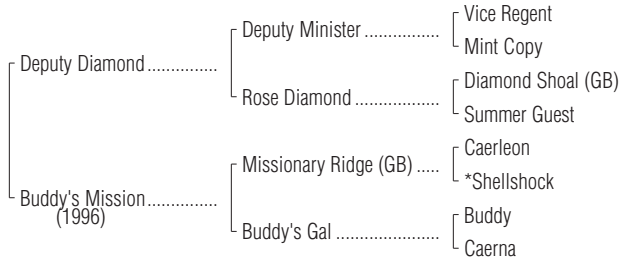 Vice Regent
Deputy Minister ................
Mint Copy
Deputy Diamond ...............
Diamond Shoal (GB)
Rose Diamond ...................
Summer Guest
Caerleon
Missionary Ridge (GB) .....
*Shellshock
Buddy's Mission ...............
(1996)
Buddy
Buddy's Gal .......................
Caerna